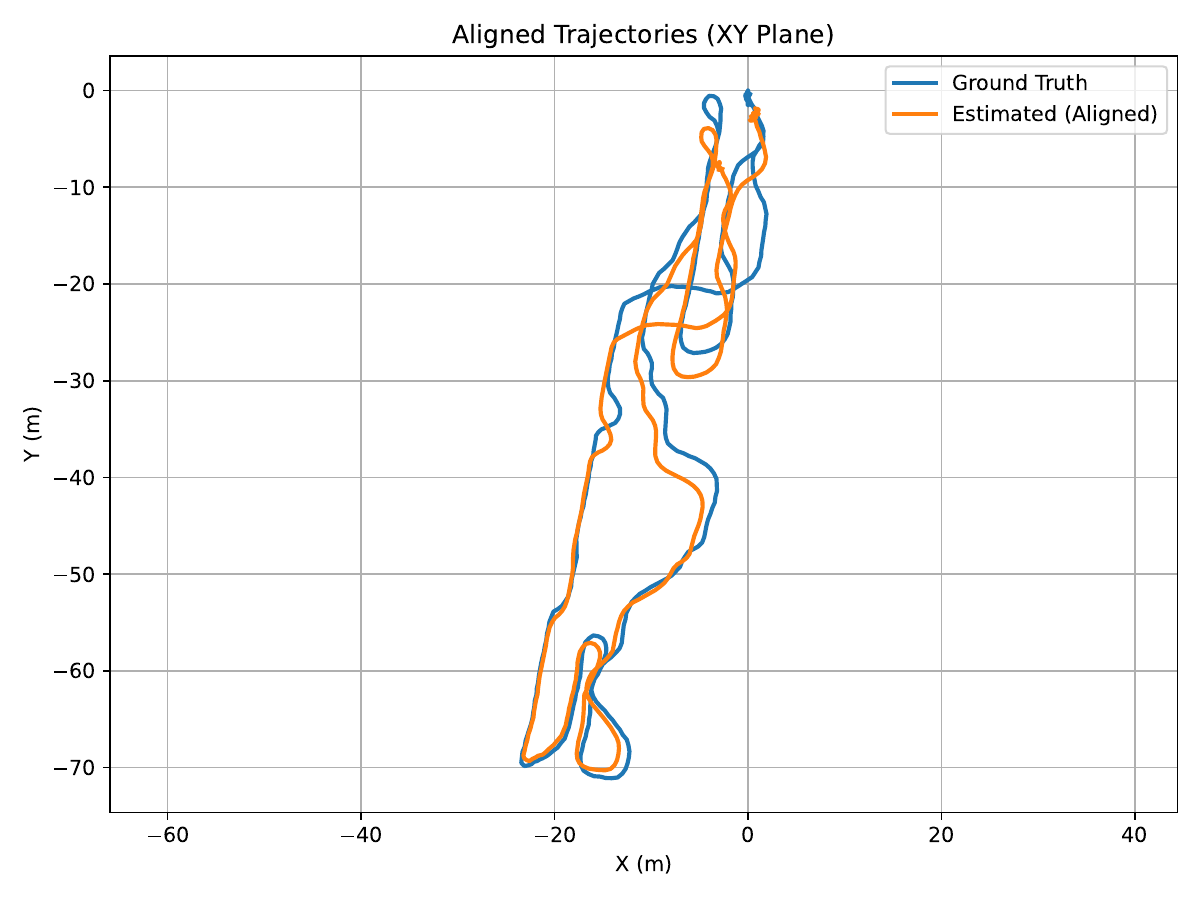 Aligned Trajectories (XY Plane)
Ground Truth
Estimated (Aligned)
0
−10
−20
−30
−40
−50
−60
−70
Y (m)
−60
−40
−20
0
20
40
X (m)